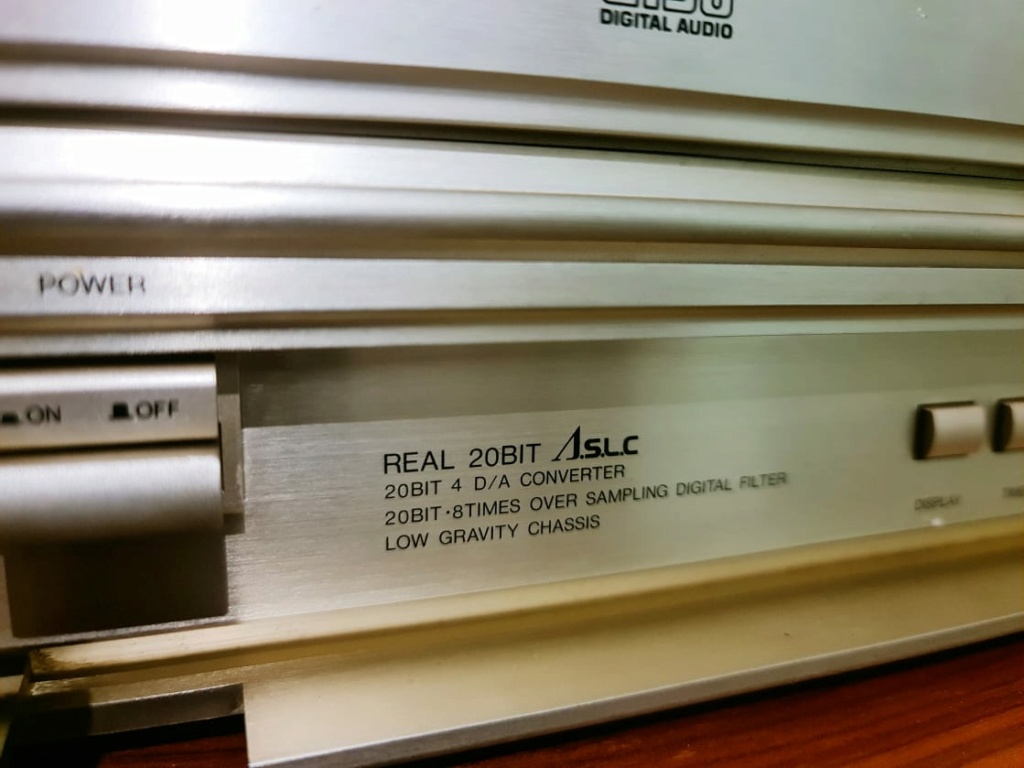 DIGITAL AUDIO
POWER
ON OFF
REAL 20BIT A.S.L.C
20BIT 4 D/A CONVERTER
20BIT·8TIMES OVER SAMPLING DIGITAL FILTER
LOW GRAVITY CHASSIS
DISPLAY